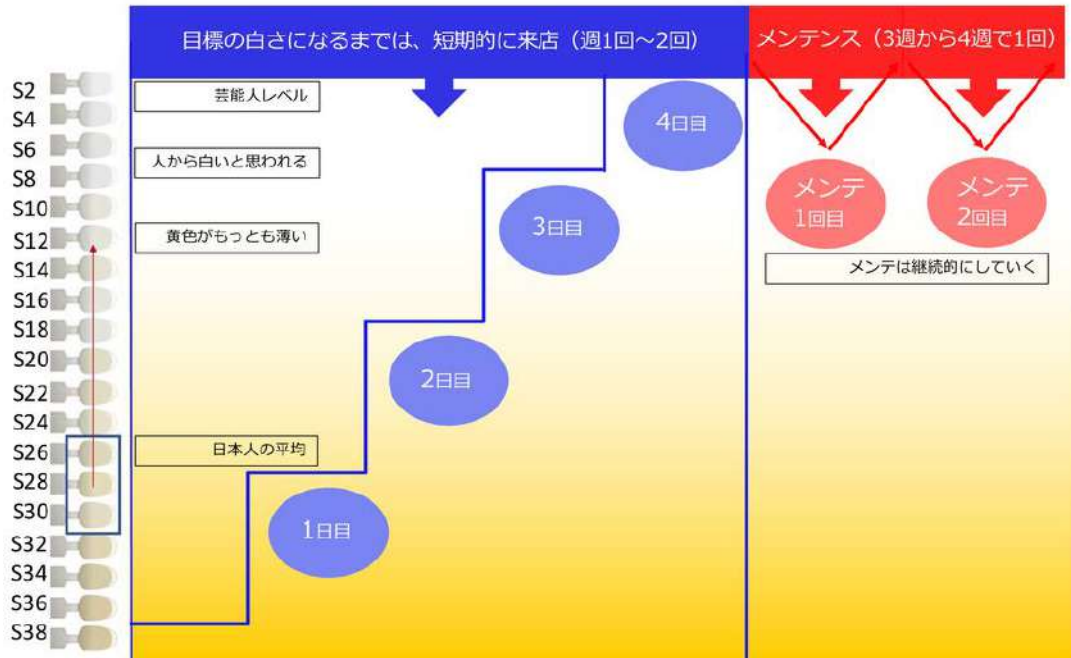 目標の白さになるまでは、短期的に来店（週1回～2回）
メンテンス（3週から4週で1回）
S2
S4
S6
S8
S10
S12
S14
S16
S18
S20
S22
S24
S26
S28
S30
S32
S34
S36
S38
芸能人レベル
人から白いと思われる
黄色がもっとも薄い
日本人の平均
1日目
2日目
3日目
4日目
メンテ
1回目
メンテ
2回目
メンテは継続的にしていく